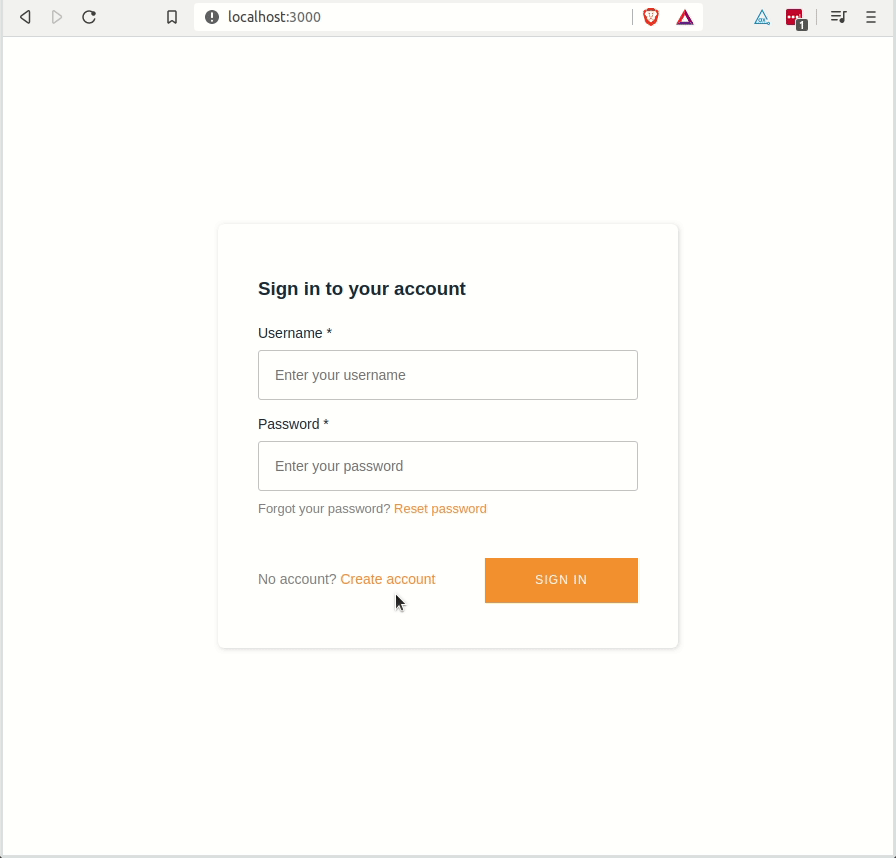 localhost:3000
1
Sign in to your account
Username *
Enter your username
Password *
Enter your password
Forgot your password? Reset password
No account? Create account
SIGN IN